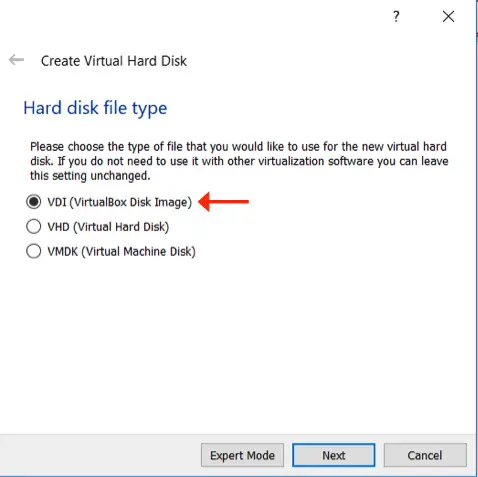 ?
Create Virtual Hard Disk
Hard disk file type
Please choose the type of file that you would like to use for the new virtual hard
disk. If you do not need to use it with other virtualization software you can leave
this setting unchanged.
VDI (VirtualBox Disk Image)
VHD (Virtual Hard Disk)
VMDK (Virtual Machine Disk)
Expert Mode Next Cancel